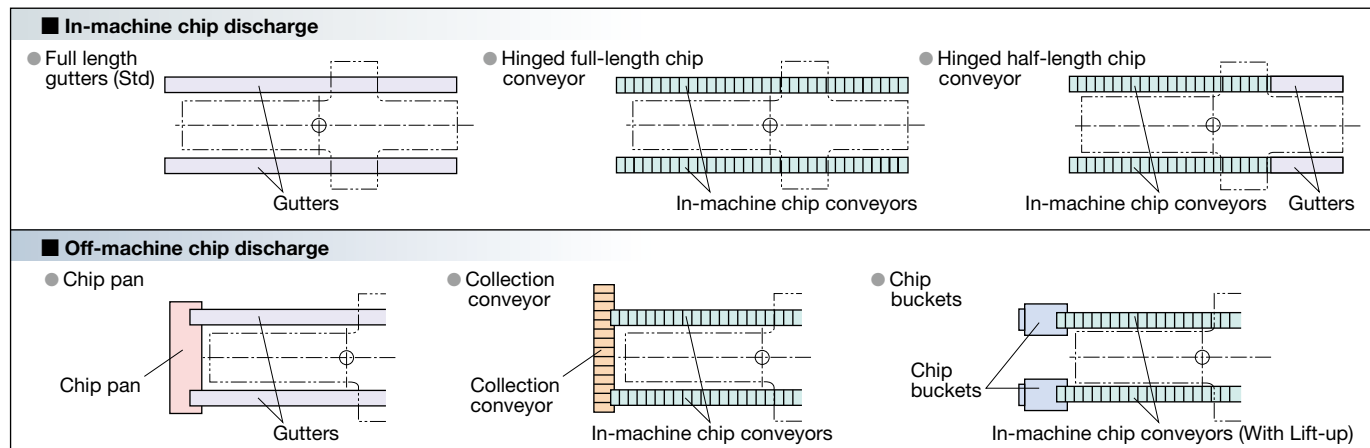 ■ In-machine chip discharge
● Full length
gutters (Std)
Gutters
● Hinged full-length chip
conveyor
In-machine chip conveyors
● Hinged half-length chip
conveyor
In-machine chip conveyors
Gutters
■ Off-machine chip discharge
● Chip pan
Chip pan
Gutters
● Collection
conveyor
Collection
conveyor
In-machine chip conveyors
● Chip
buckets
Chip
buckets
In-machine chip conveyors (With Lift-up)